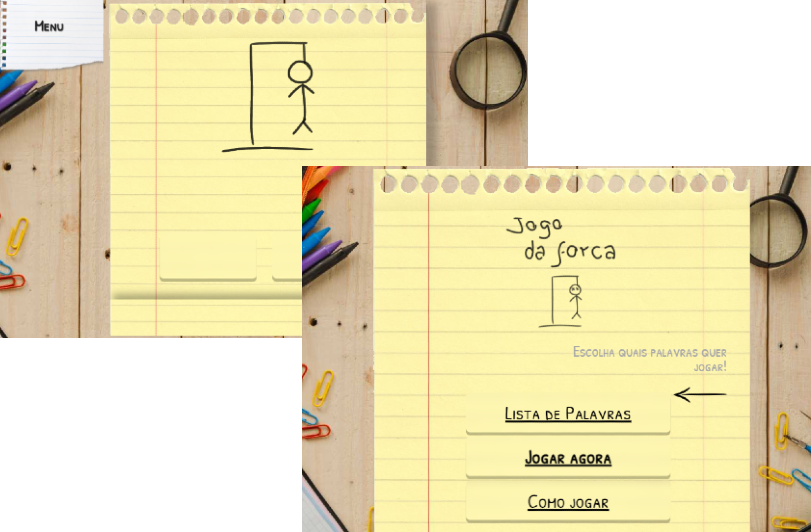 Menu
Jogo
da forca
Escolha quais palavras quer
jogar!
Lista de Palavras
Jogar agora
Como jogar